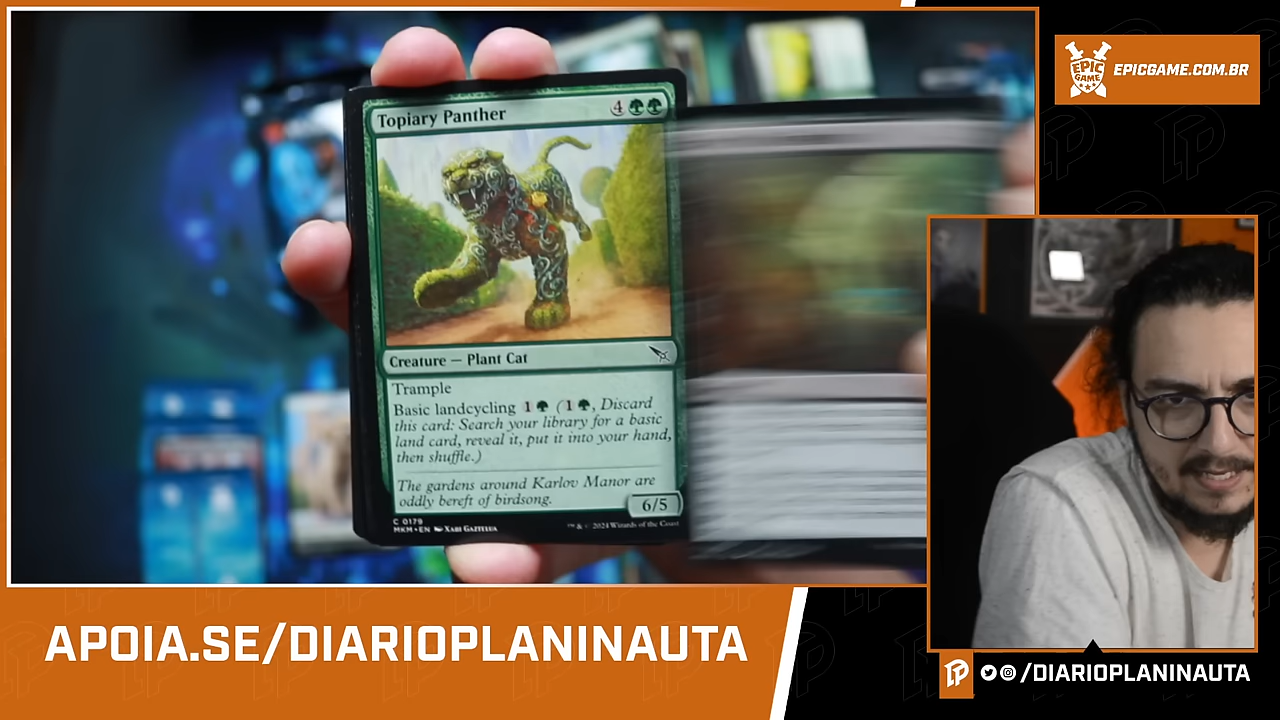 Topiary Panther 4
Creature — Plant Cat
Trample
Basic landcycling 1 (1, Discard
this card: Search your library for a basic
land card, reveal it, put it into your hand,
then shuffle.)
The gardens around Karlov Manor are
oddly bereft of birdsong.
6/5
C 0179
MKM • EN XABI GAZTELUA
™ & © 2024 Wizards of the Coast
EPIC
GAME
EPICGAME.COM.BR
APOIA.SE/DIARIOPLANINAUTA
/DIARIOPLANINAUTA